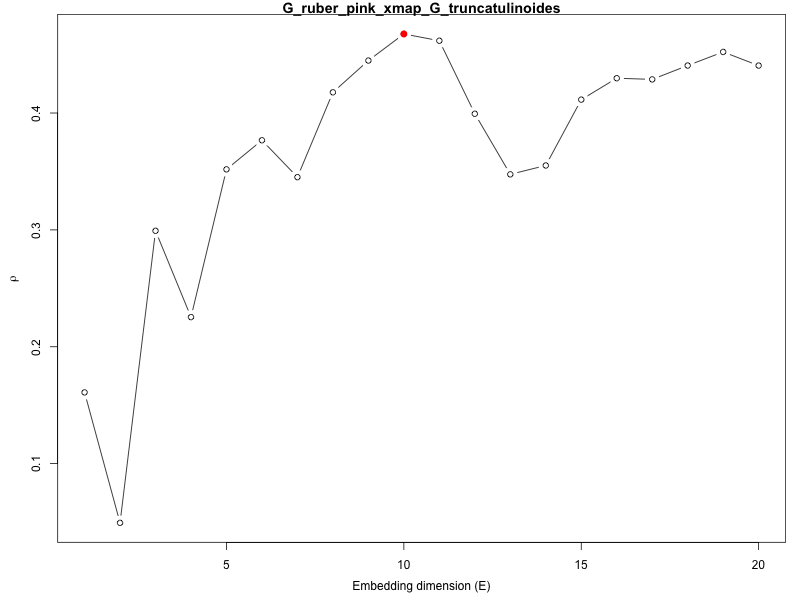 G_ruber_pink_xmap_G_truncatulinoides
0.4
0.3
0.2
0.1
ρ
5 10 15 20
Embedding dimension (E)